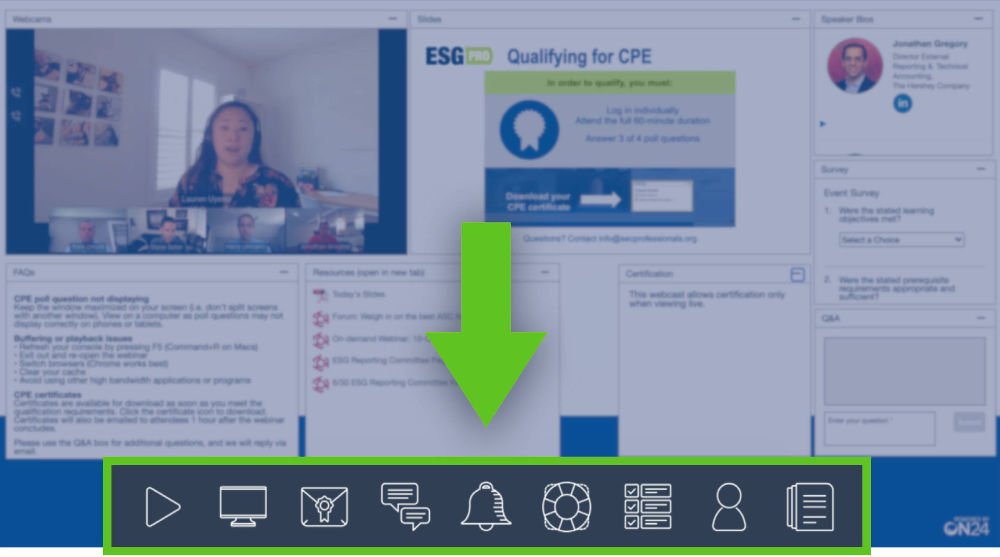 Webcams
Lauren Uyeno
Steve Soter
Harry Ullmann
Jonathan Gregory
Slides
ESG PRO
Qualifying for CPE
In order to qualify, you must:
Log in individually
Attend the full 60-minute duration
Answer 3 of 4 poll questions
Download your
CPE certificate
Questions? Contact info@secprofessionals.org
Speaker Bios
Jonathan Gregory
Director External
Reporting & Technical
Accounting,
The Hershey Company
in
Survey
Event Survey
1. Were the stated learning
objectives met?
Select a Choice
2. Were the stated prerequisite
requirements appropriate and
sufficient?
FAQs
CPE poll question not displaying
Keep the window maximized on your screen (i.e. don't split screens
with another window). View on a computer as poll questions may not
display correctly on phones or tablets.
Buffering or playback issues
• Refresh your console by pressing F5 (Command+R on Macs)
• Exit out and re-open the webinar
• Switch browsers (Chrome works best)
• Clear your cache
• Avoid using other high bandwidth applications or programs
CPE certificates
Certificates are available for download as soon as you meet the
qualification requirements. Click the certificate icon to download.
Certificates will also be emailed to attendees 1 hour after the webinar
concludes.
Please use the Q&A box for additional questions, and we will reply via
email.
Resources (open in new tab)
Today's Slides
Forum: Weigh in on the best ASC
On-demand Webinar:
ESG Reporting Committee
6/30 ESG Reporting Committee
Certification
This webcast allows certification only
when viewing live.
Q&A
Enter your question *
Submit
POWERED BY
ON24